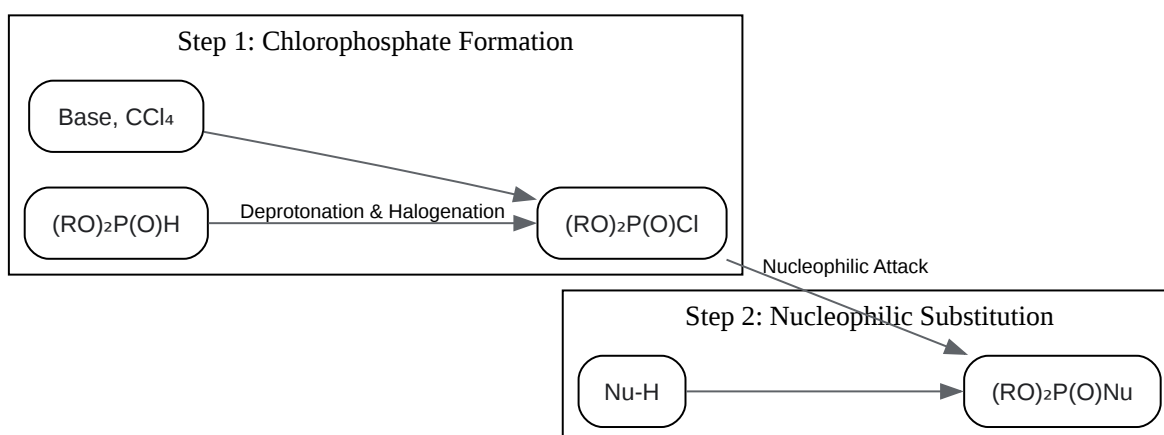 Step 1: Chlorophosphate Formation
Base, CCl₄
(RO)₂P(O)H
Deprotonation & Halogenation
(RO)₂P(O)Cl
Nucleophilic Attack
Step 2: Nucleophilic Substitution
Nu-H
(RO)₂P(O)Nu